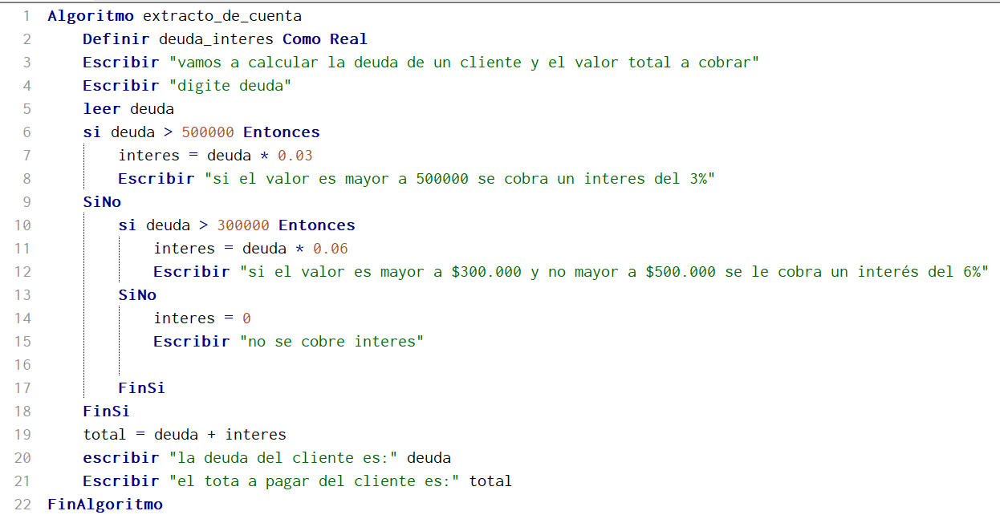 1 Algoritmo extracto_de_cuenta
2 Definir deuda_interes Como Real
3 Escribir "vamos a calcular la deuda de un cliente y el valor total a cobrar"
4 Escribir "digite deuda"
5 leer deuda
6 si deuda > 500000 Entonces
7 interes = deuda * 0.03
8 Escribir "si el valor es mayor a 500000 se cobra un interes del 3%"
9 SiNo
10 si deuda > 300000 Entonces
11 interes = deuda * 0.06
12 Escribir "si el valor es mayor a $300.000 y no mayor a $500.000 se le cobra un interés del 6%"
13 SiNo
14 interes = 0
15 Escribir "no se cobre interes"
16
17 FinSi
18 FinSi
19 total = deuda + interes
20 escribir "la deuda del cliente es:" deuda
21 Escribir "el tota a pagar del cliente es:" total
22 FinAlgoritmo